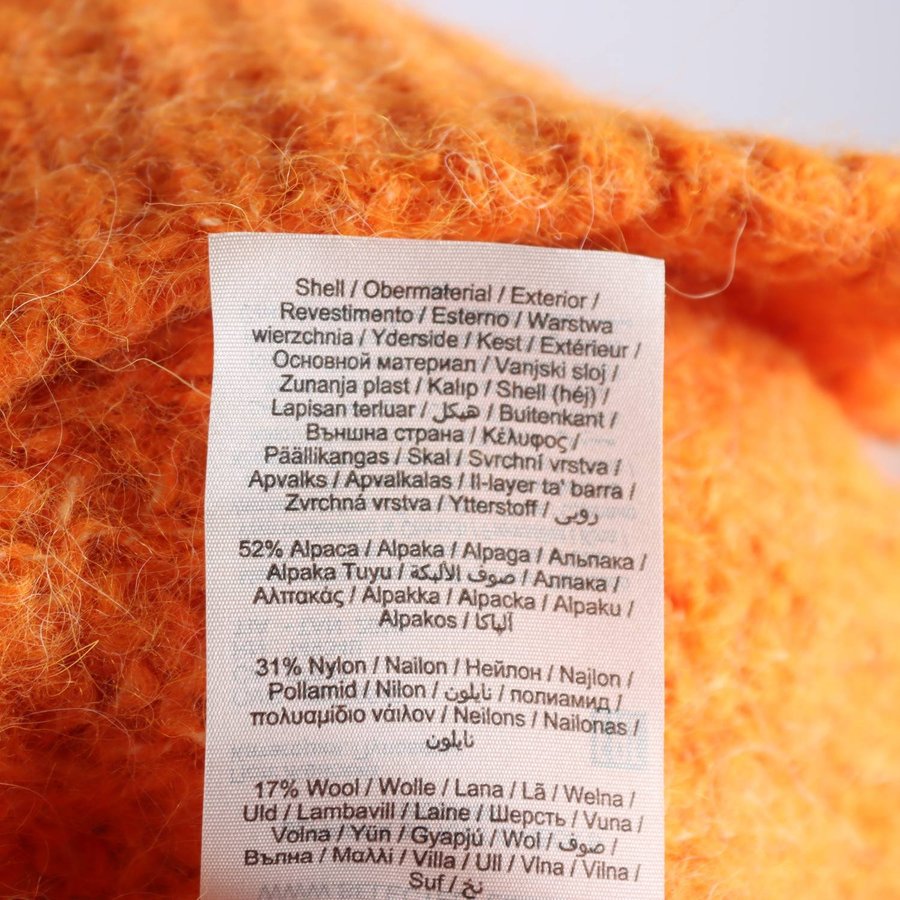 Shell / Obermaterial / Exterior /
Revestimento / Esterno / Warstwa
wierzchnia / Yderside / Kest / Extérieur /
Основной материал / Vanjski sloj /
Zunanja plast / Kalıp / Shell (héj) /
Lapisan terluar / هيكل / Buitenkant /
Външна страна / Κέλυφος /
Päällikangas / Skal / Svrchní vrstva /
Apvalks / Apvalkalas / Il-layer ta' barra /
Zvrchná vrstva / Ytterstoff / رویی
52% Alpaca / Alpaka / Alpaga / Альпака /
Alpaka Tuyu / صوف الألبكة / Алпака /
Αλπακάς / Alpakka / Alpacka / Alpaku /
Alpakos / آلپاکا
31% Nylon / Nailon / Нейлон / Najlon /
Pollamid / Nilon / نايلون / полиамид /
πολυαμίδιο νάιλον / Neilons / Nailonas /
نایلون
17% Wool / Wolle / Lana / Lã / Wełna /
Uld / Lambavill / Laine / Шерсть / Vuna /
Volna / Yün / Gyapjú / Wol / صوف /
Вълна / Μαλλί / Villa / Ull / Vlna / Vilna /
Suf / نخ